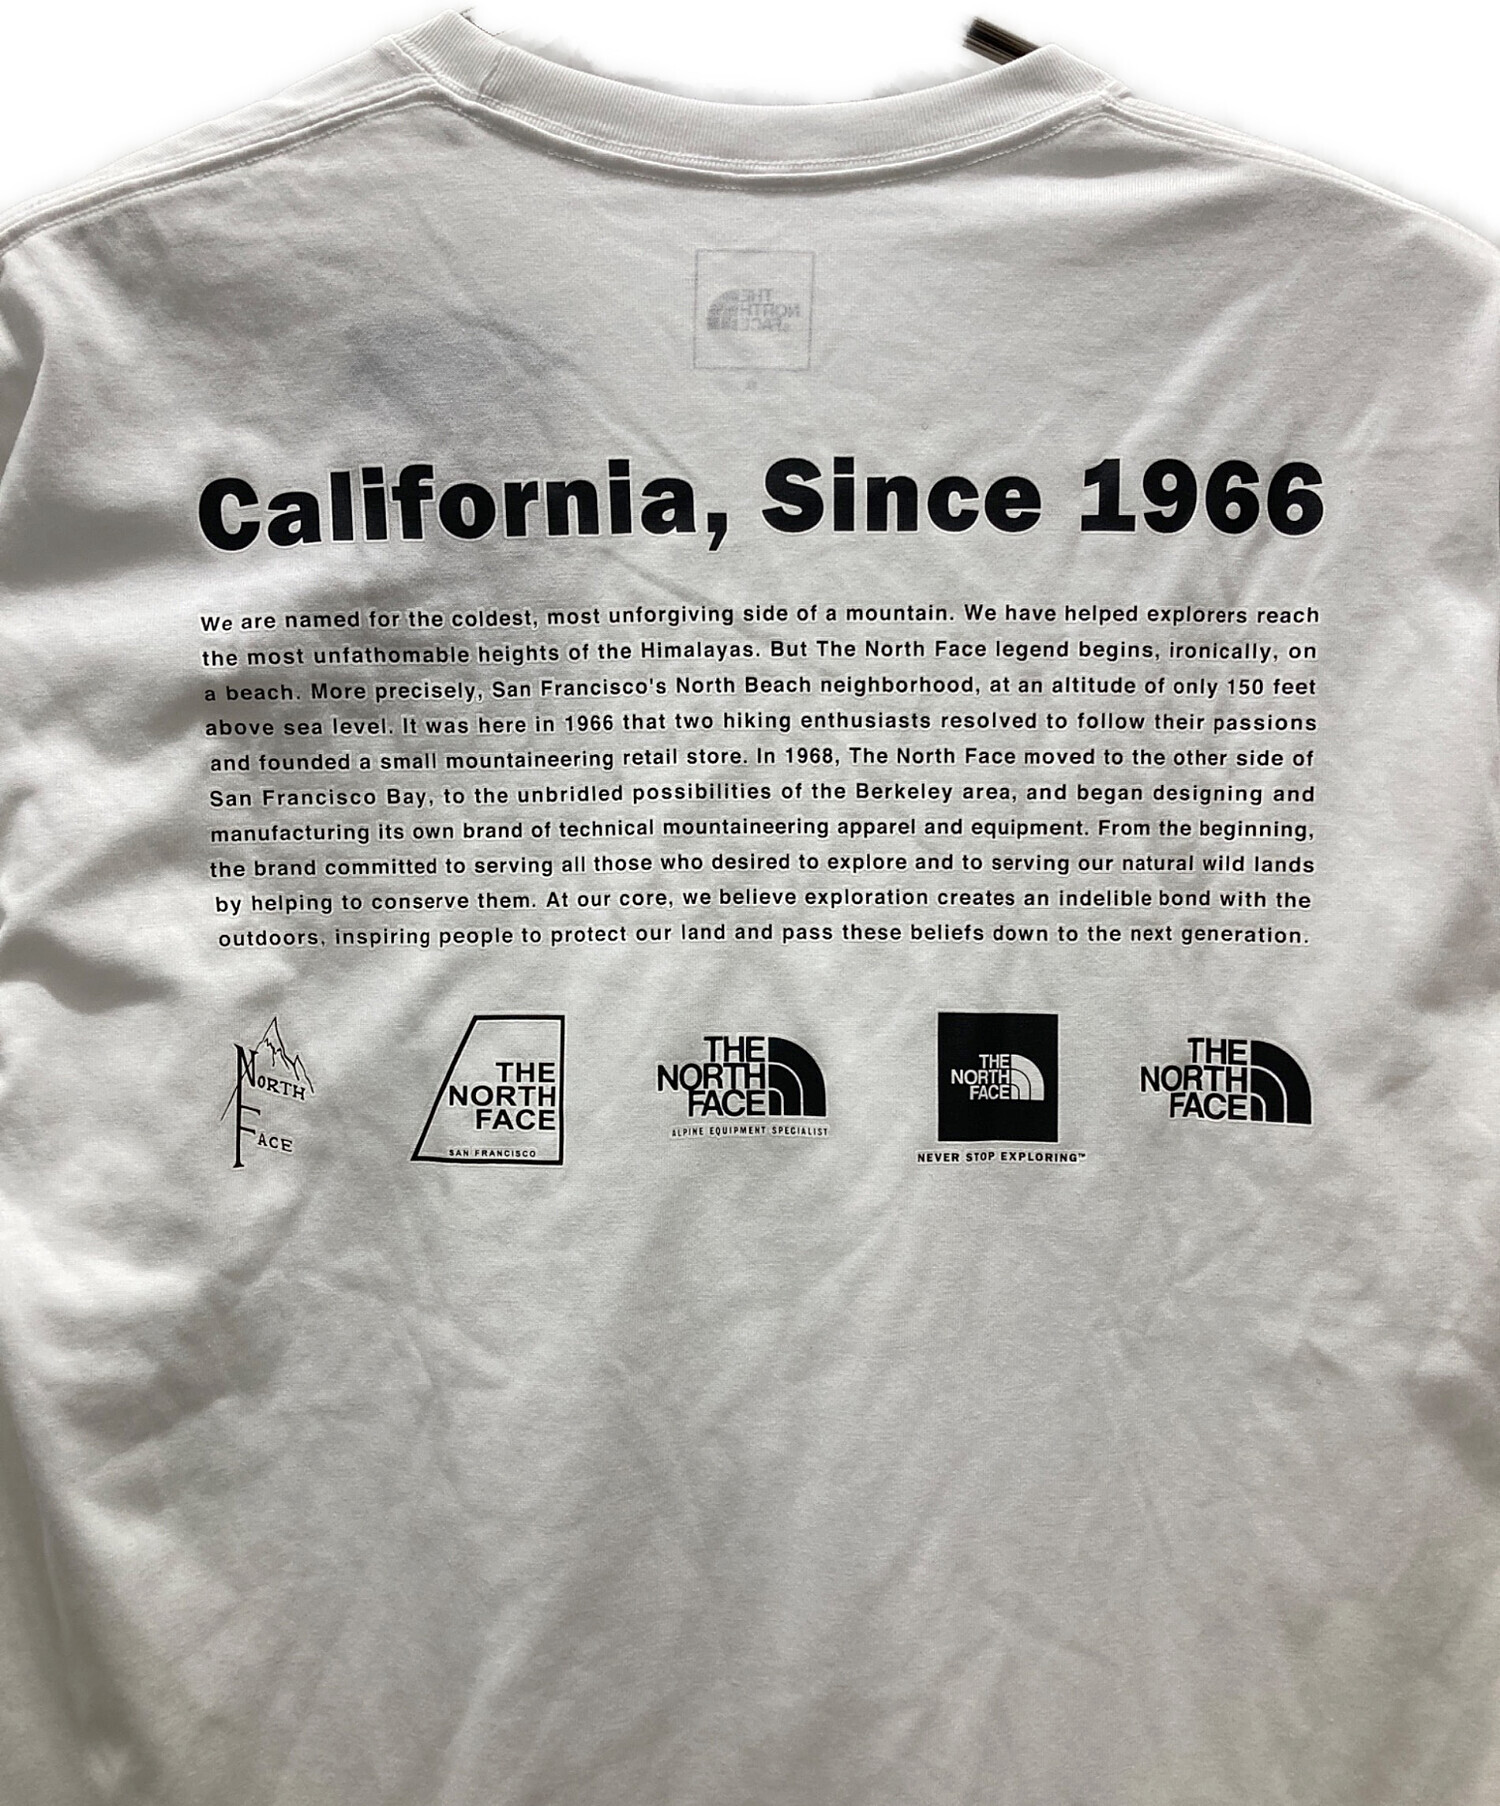 THE
NORTH
FACE
California, Since 1966
We are named for the coldest, most unforgiving side of a mountain. We have helped explorers reach
the most unfathomable heights of the Himalayas. But The North Face legend begins, ironically, on
a beach. More precisely, San Francisco's North Beach neighborhood, at an altitude of only 150 feet
above sea level. It was here in 1966 that two hiking enthusiasts resolved to follow their passions
and founded a small mountaineering retail store. In 1968, The North Face moved to the other side of
San Francisco Bay, to the unbridled possibilities of the Berkeley area, and began designing and
manufacturing its own brand of technical mountaineering apparel and equipment. From the beginning,
the brand committed to serving all those who desired to explore and to serving our natural wild lands
by helping to conserve them. At our core, we believe exploration creates an indelible bond with the
outdoors, inspiring people to protect our land and pass these beliefs down to the next generation.
NORTH
FACE
THE
NORTH
FACE
SAN FRANCISCO
THE
NORTH
FACE
ALPINE EQUIPMENT SPECIALIST
THE
NORTH
FACE
NEVER STOP EXPLORING™
THE
NORTH
FACE